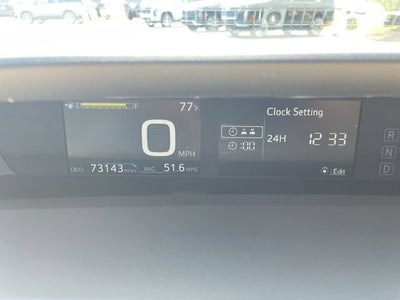 E F 77°F
0 MPH
ODO 73143 miles AVG 51.6 MPG
Clock Setting
:00
24H 12:33
: Edit
R
N
D